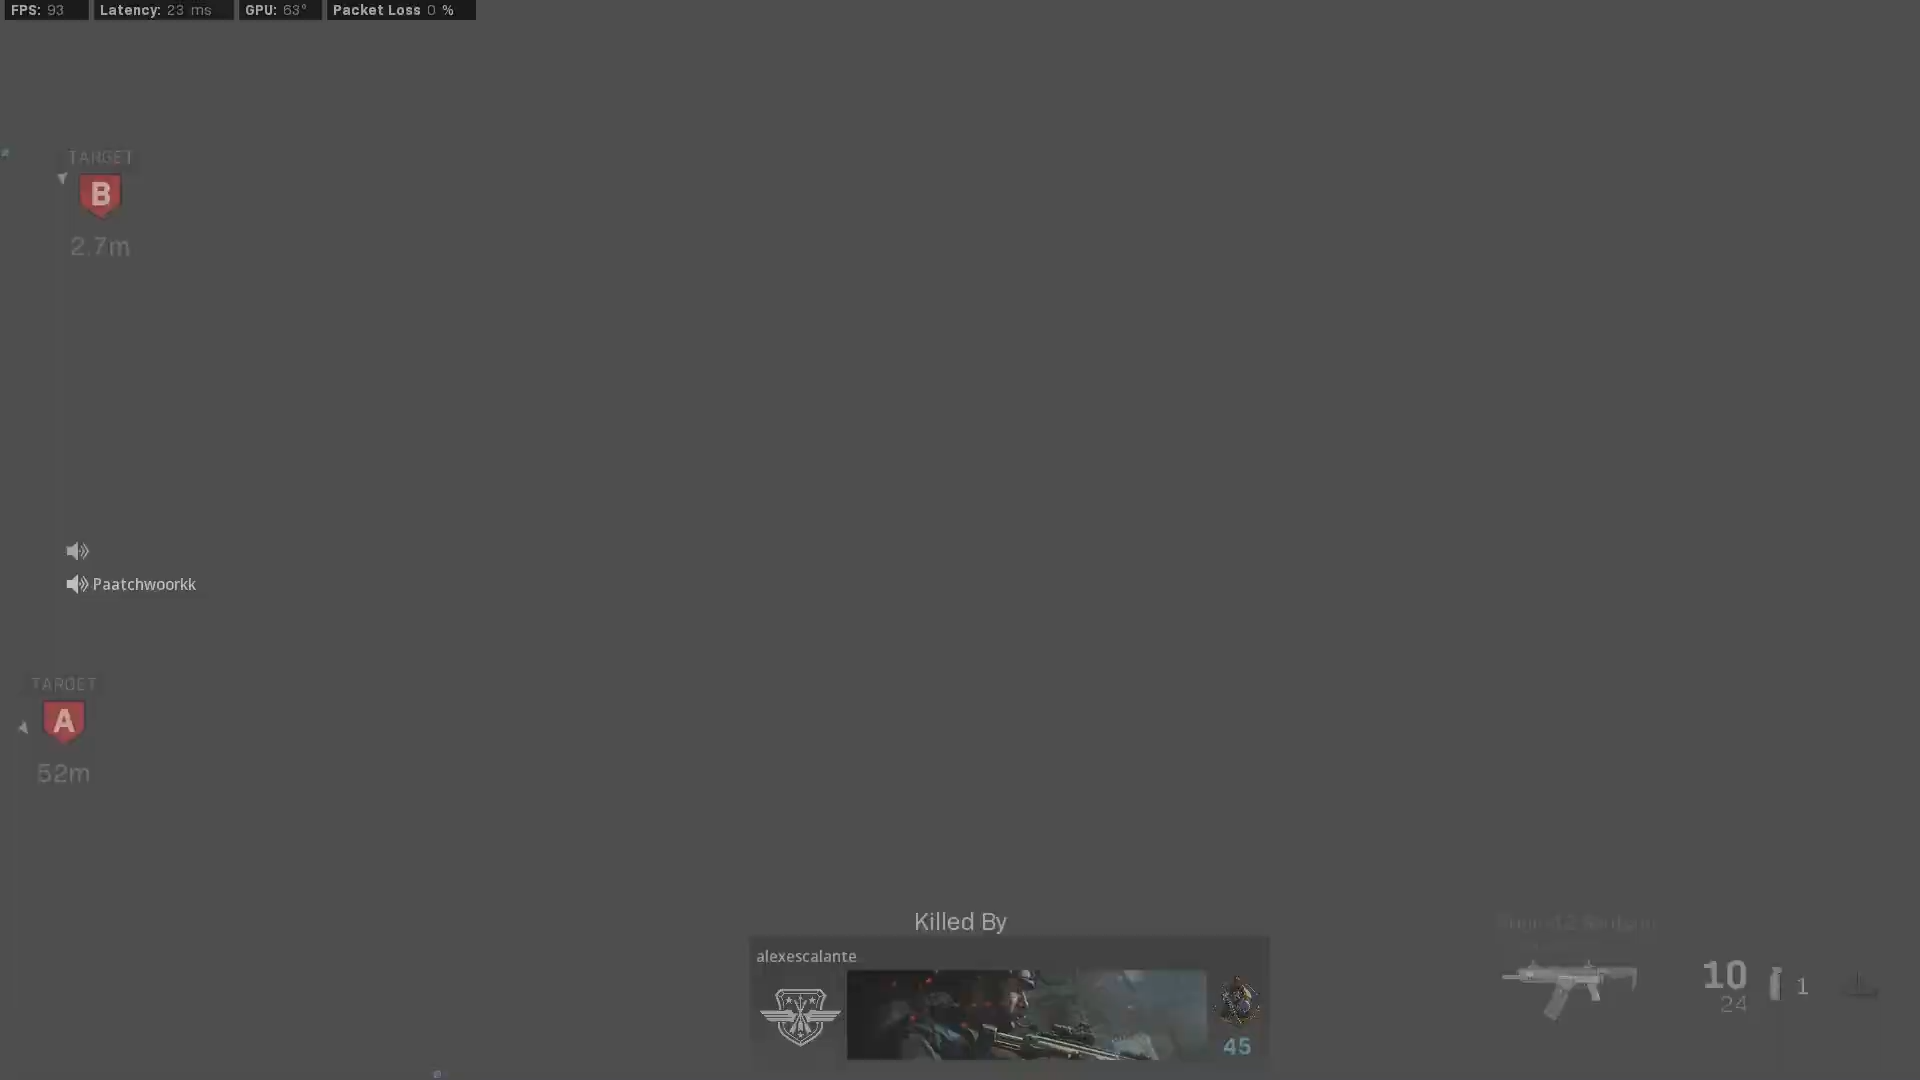 FPS: 93 Latency: 23 ms GPU: 63° Packet Loss 0 %
TARGET
B
2.7m
Paatchwoorkk
TARGET
A
52m
Killed By
alexescalante
45
10
24
1